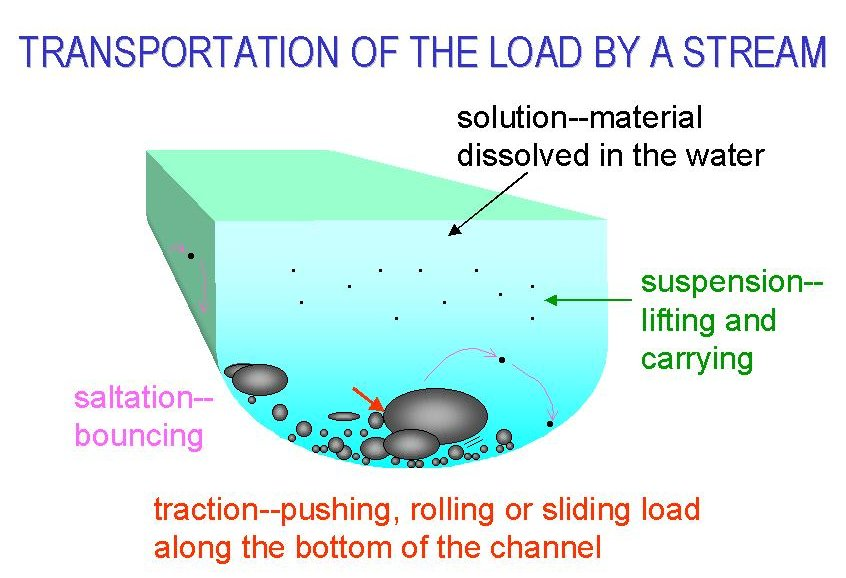 TRANSPORTATION OF THE LOAD BY A STREAM
solution--material
dissolved in the water
suspension--
lifting and
carrying
saltation--
bouncing
traction--pushing, rolling or sliding load
along the bottom of the channel